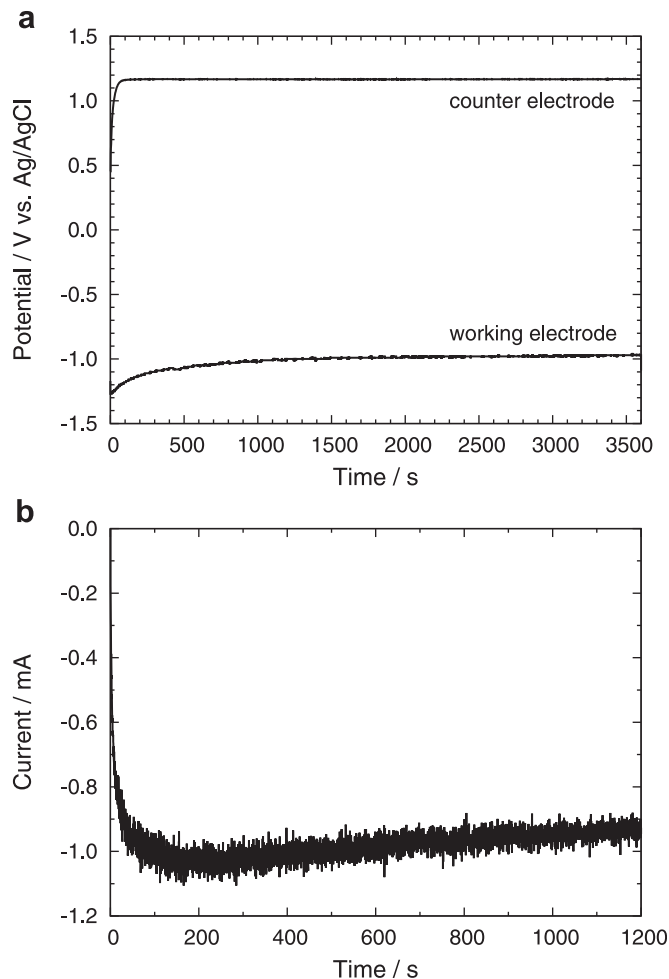 a
1.5
1.0
counter electrode
0.5
0.0
-0.5
working electrode
-1.0
-1.5
0 500 1000 1500 2000 2500 3000 3500
Time / s
Potential / V vs. Ag/AgCl
b
0.0
-0.2
-0.4
-0.6
-0.8
-1.0
-1.2
0 200 400 600 800 1000 1200
Time / s
Current / mA